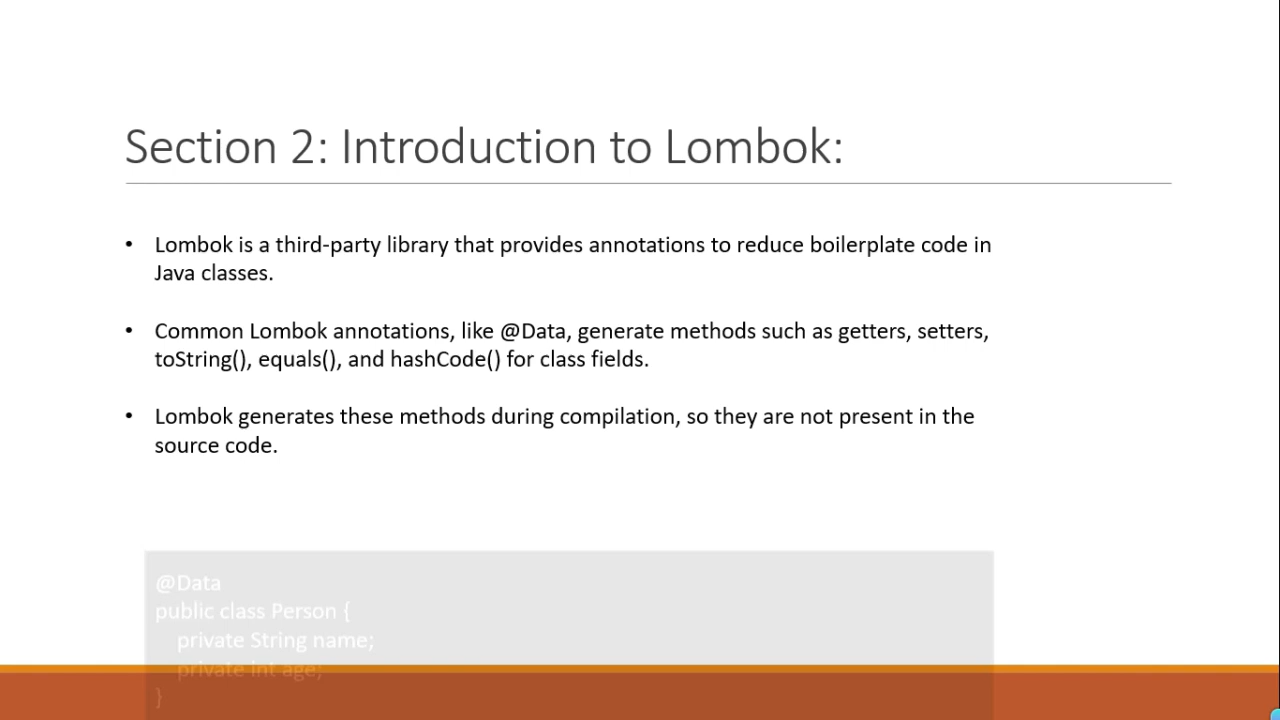 Section 2: Introduction to Lombok:
• Lombok is a third-party library that provides annotations to reduce boilerplate code in
Java classes.
• Common Lombok annotations, like @Data, generate methods such as getters, setters,
toString(), equals(), and hashCode() for class fields.
• Lombok generates these methods during compilation, so they are not present in the
source code.
@Data
public class Person {
    private String name;
    private int age;
}